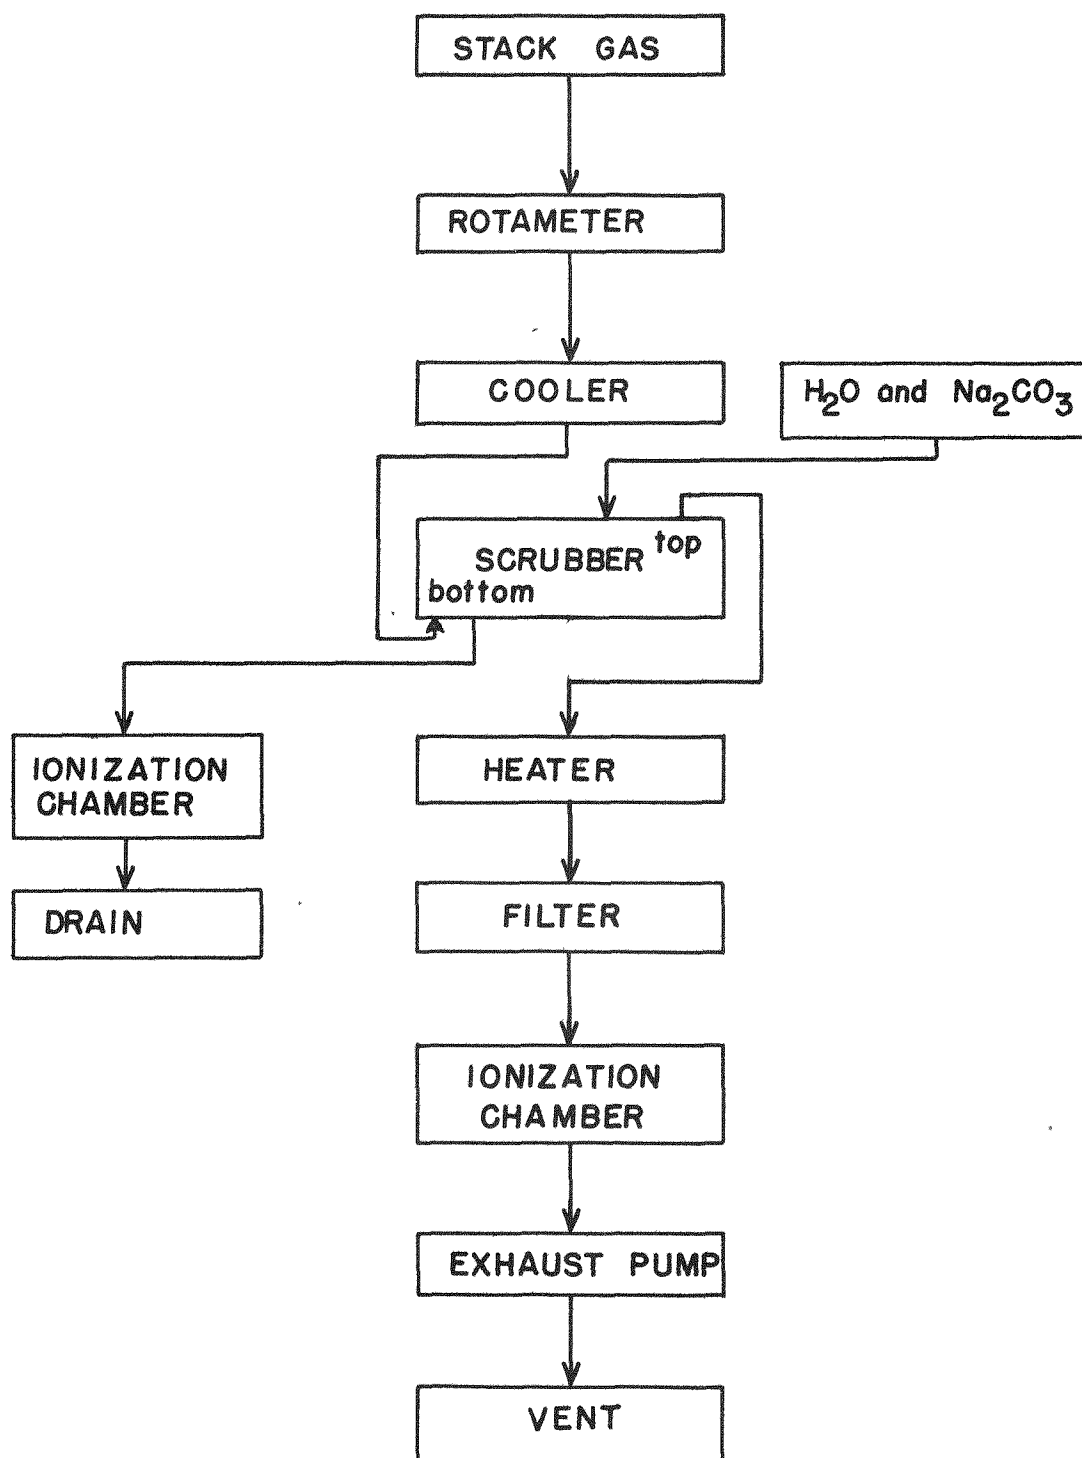 STACK GAS
ROTAMETER
COOLER
H₂O and Na₂CO₃
SCRUBBER top
bottom
IONIZATION
CHAMBER
DRAIN
HEATER
FILTER
IONIZATION
CHAMBER
EXHAUST PUMP
VENT